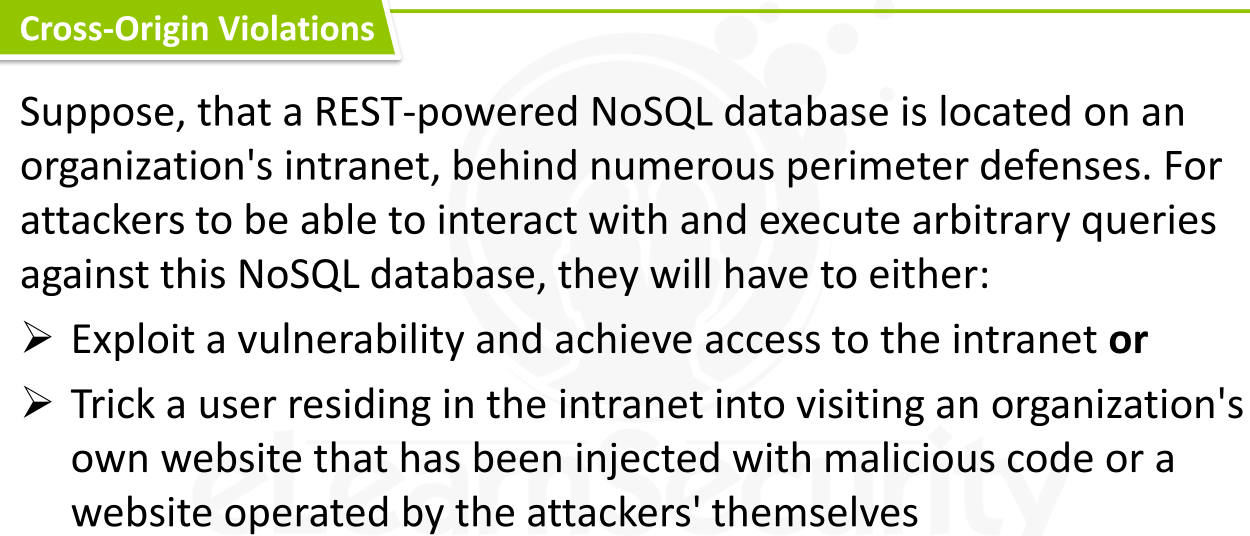 Cross-Origin Violations
Suppose, that a REST-powered NoSQL database is located on an
organization's intranet, behind numerous perimeter defenses. For
attackers to be able to interact with and execute arbitrary queries
against this NoSQL database, they will have to either:
➢ Exploit a vulnerability and achieve access to the intranet or
➢ Trick a user residing in the intranet into visiting an organization's
own website that has been injected with malicious code or a
website operated by the attackers' themselves
eLearnSecurity